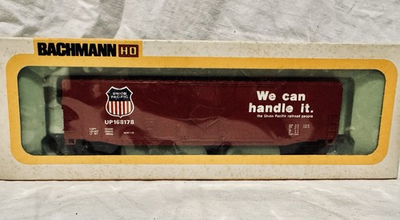 BACHMANN HO
UNION
PACIFIC
UP168178
We can
handle it.
the Union Pacific railroad people